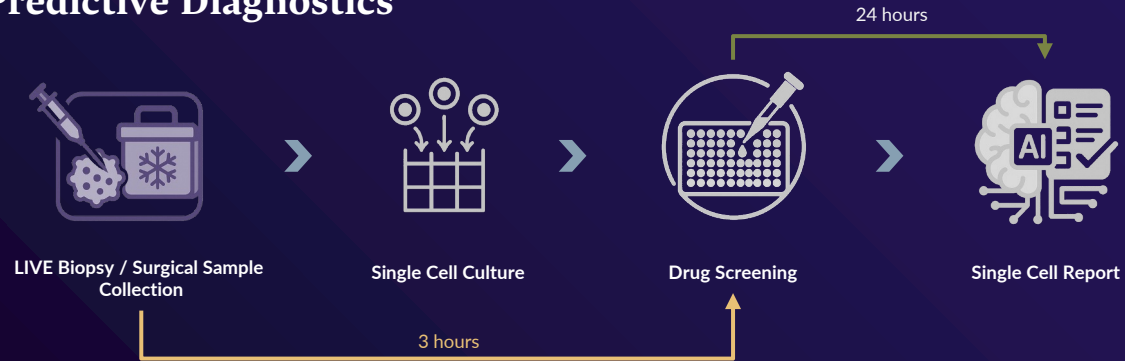 Predictive Diagnostics
24 hours
AI
LIVE Biopsy / Surgical Sample
Collection
Single Cell Culture
Drug Screening
Single Cell Report
3 hours